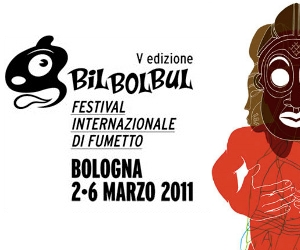 V edizione
BiLBOLBUL
FESTIVAL
INTERNAZIONALE
DI FUMETTO
BOLOGNA
2•6 MARZO 2011